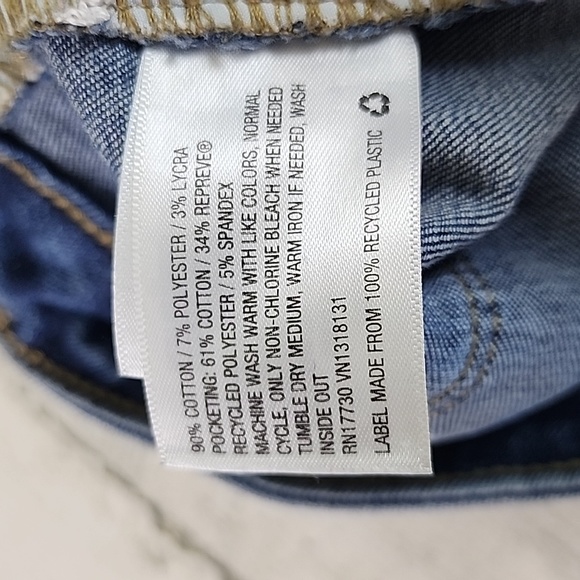 90% COTTON / 7% POLYESTER / 3% LYCRA
POCKETING: 61% COTTON / 34% REPREVE®
RECYCLED POLYESTER / 5% SPANDEX
MACHINE WASH WARM WITH LIKE COLORS, NORMAL
CYCLE, ONLY NON-CHLORINE BLEACH WHEN NEEDED
TUMBLE DRY MEDIUM, WARM IRON IF NEEDED, WASH
INSIDE OUT
RN17730 VN1318131
LABEL MADE FROM 100% RECYCLED PLASTIC